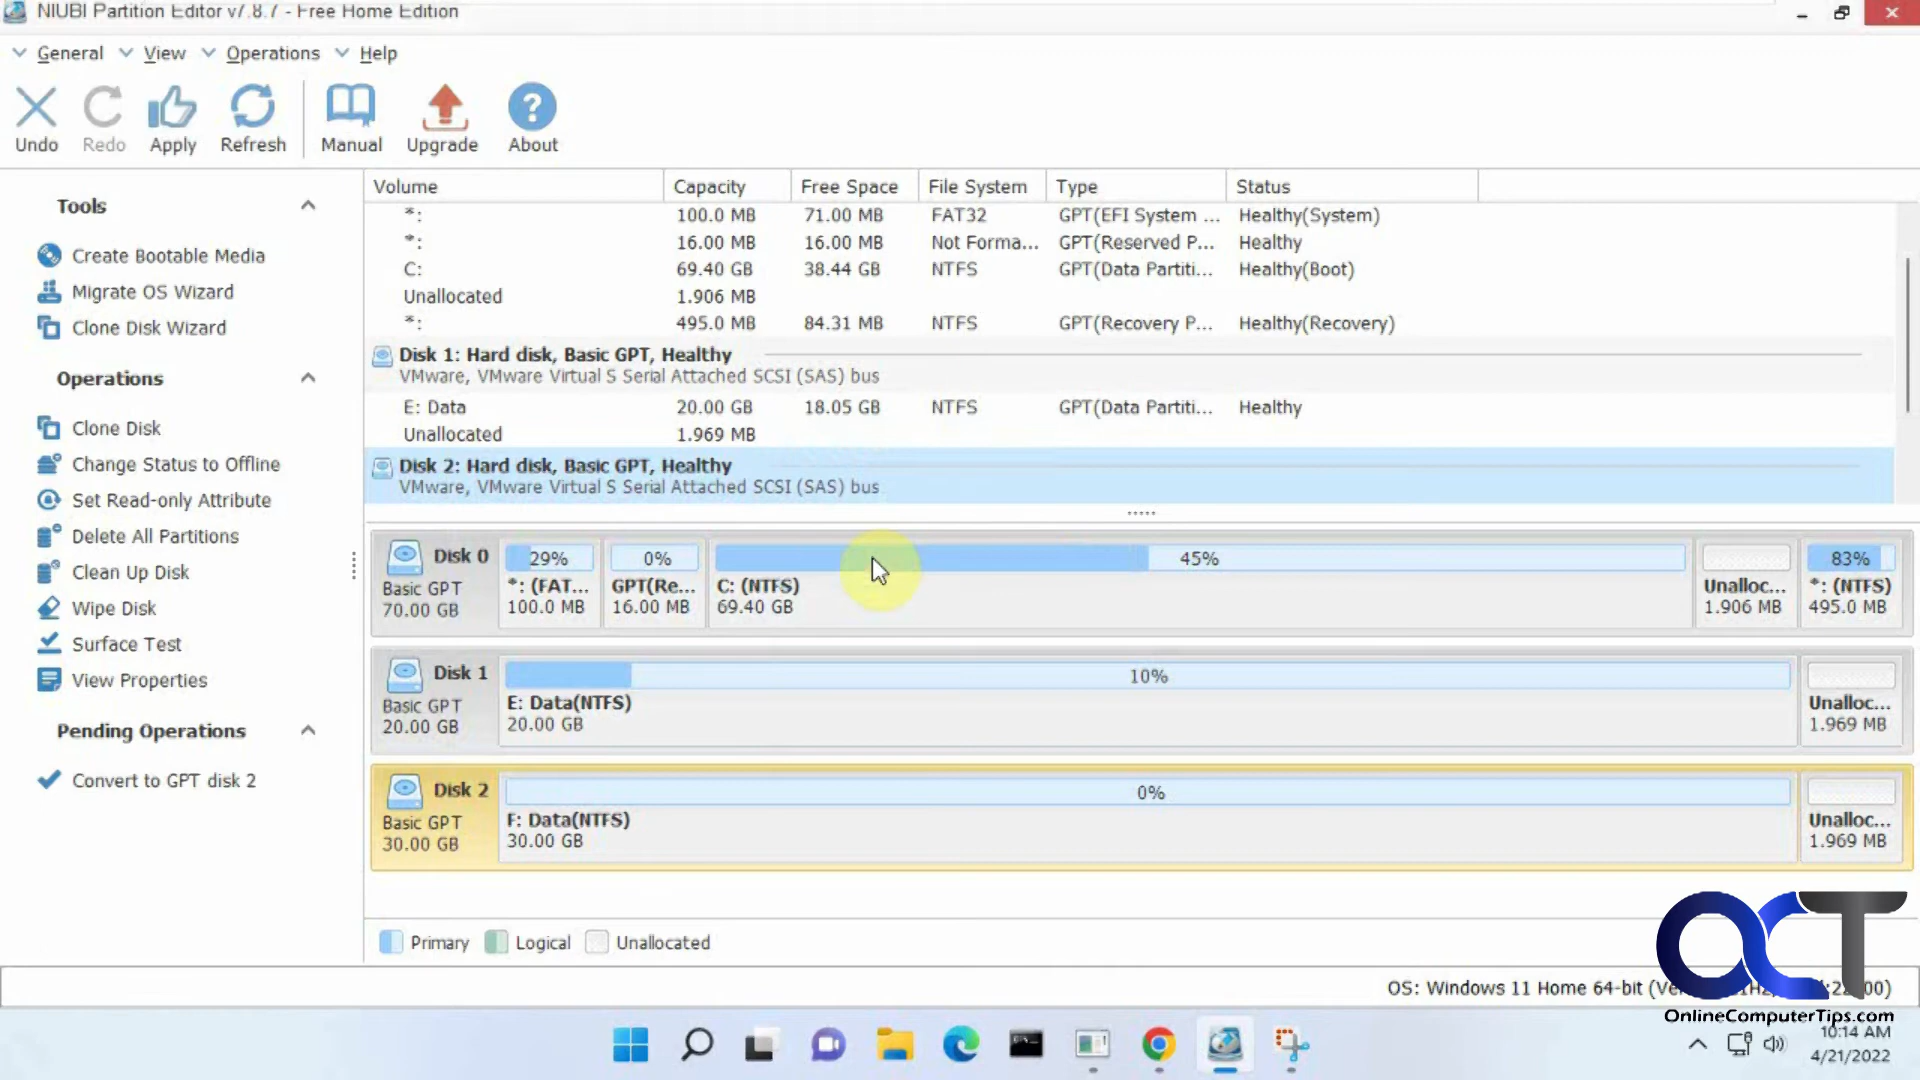 NIUBI Partition Editor v7.8.7 - Free Home Edition
General View Operations Help
Undo Redo Apply Refresh Manual Upgrade About
Tools
Create Bootable Media
Migrate OS Wizard
Clone Disk Wizard
Operations
Clone Disk
Change Status to Offline
Set Read-only Attribute
Delete All Partitions
Clean Up Disk
Wipe Disk
Surface Test
View Properties
Pending Operations
Convert to GPT disk 2
Volume Capacity Free Space File System Type Status
*: 100.0 MB 71.00 MB FAT32 GPT(EFI System ... Healthy(System)
*: 16.00 MB 16.00 MB Not Forma... GPT(Reserved P... Healthy
C: 69.40 GB 38.44 GB NTFS GPT(Data Partiti... Healthy(Boot)
Unallocated 1.906 MB
*: 495.0 MB 84.31 MB NTFS GPT(Recovery P... Healthy(Recovery)
Disk 1: Hard disk, Basic GPT, Healthy
VMware, VMware Virtual S Serial Attached SCSI (SAS) bus
E: Data 20.00 GB 18.05 GB NTFS GPT(Data Partiti... Healthy
Unallocated 1.969 MB
Disk 2: Hard disk, Basic GPT, Healthy
VMware, VMware Virtual S Serial Attached SCSI (SAS) bus
Disk 0 29% 0% 45% 83%
Basic GPT *: (FAT... GPT(Re... C: (NTFS) Unalloc... *: (NTFS)
70.00 GB 100.0 MB 16.00 MB 69.40 GB 1.906 MB 495.0 MB
Disk 1 10%
Basic GPT E: Data(NTFS) Unalloc...
20.00 GB 20.00 GB 1.969 MB
Disk 2 0%
Basic GPT F: Data(NTFS) Unalloc...
30.00 GB 30.00 GB 1.969 MB
Primary Logical Unallocated
OS: Windows 11 Home 64-bit
OCT
OnlineComputerTips.com
10:14 AM
4/21/2022